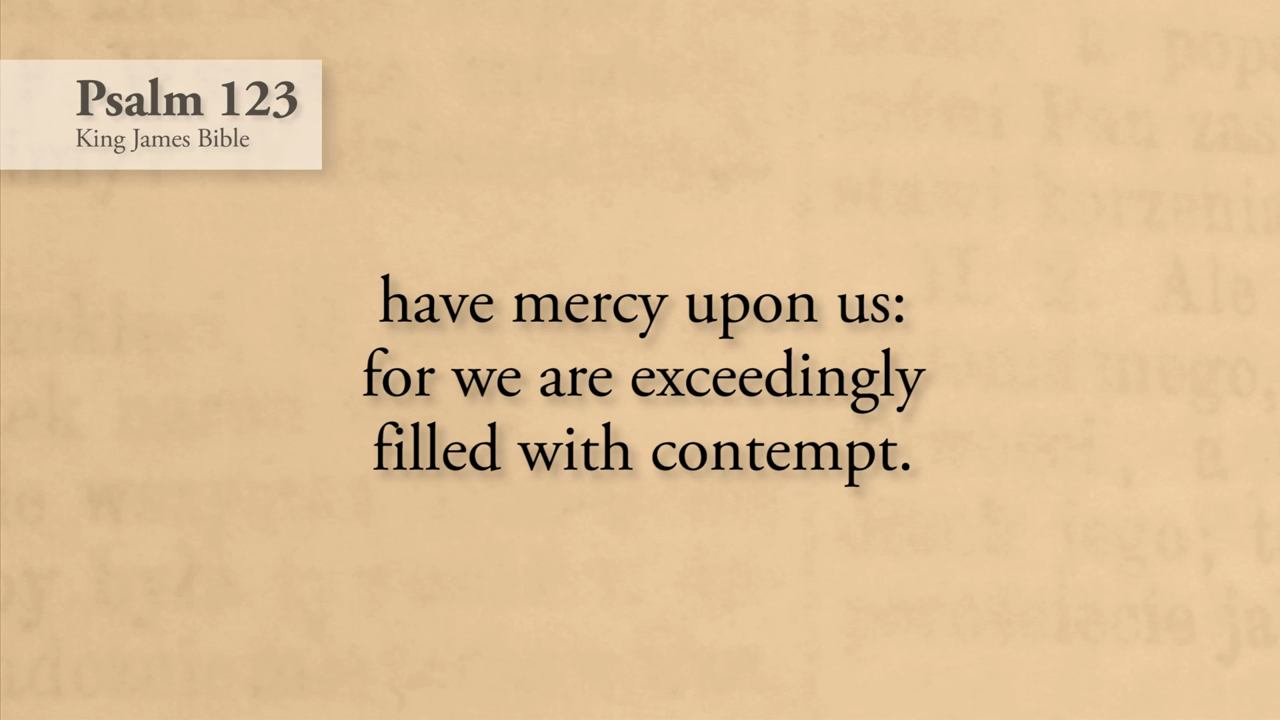 Psalm 123
King James Bible
have mercy upon us:
for we are exceedingly
filled with contempt.